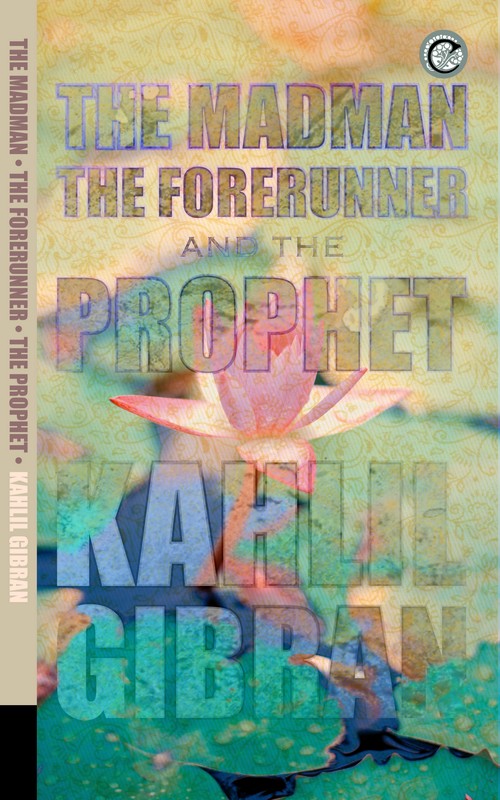 THE MADMAN • THE FORERUNNER • THE PROPHET • KAHLIL GIBRAN
THE MADMAN
THE FORERUNNER
AND THE
PROPHET
KAHLIL
GIBRAN